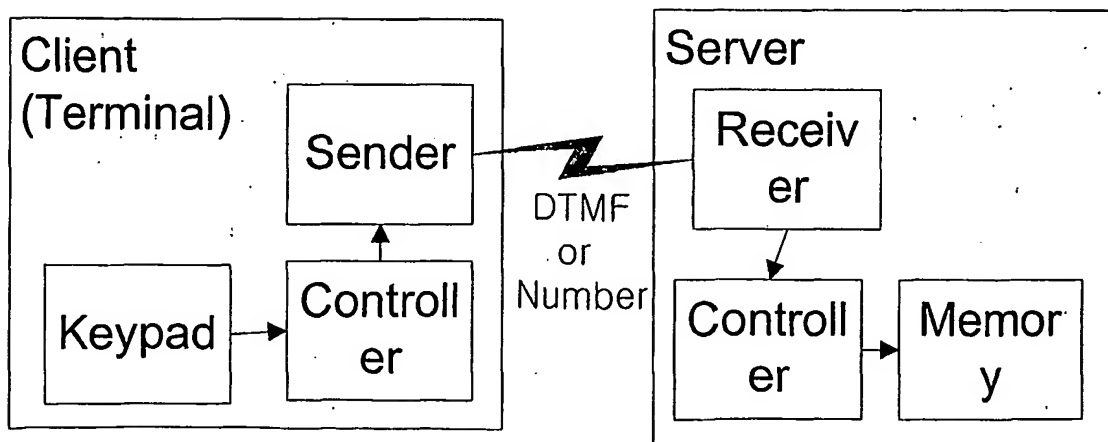 Client
(Terminal)
Sender
Keypad
Controll
er
DTMF
or
Number
Server
Receiv
er
Controll
er
Memor
y